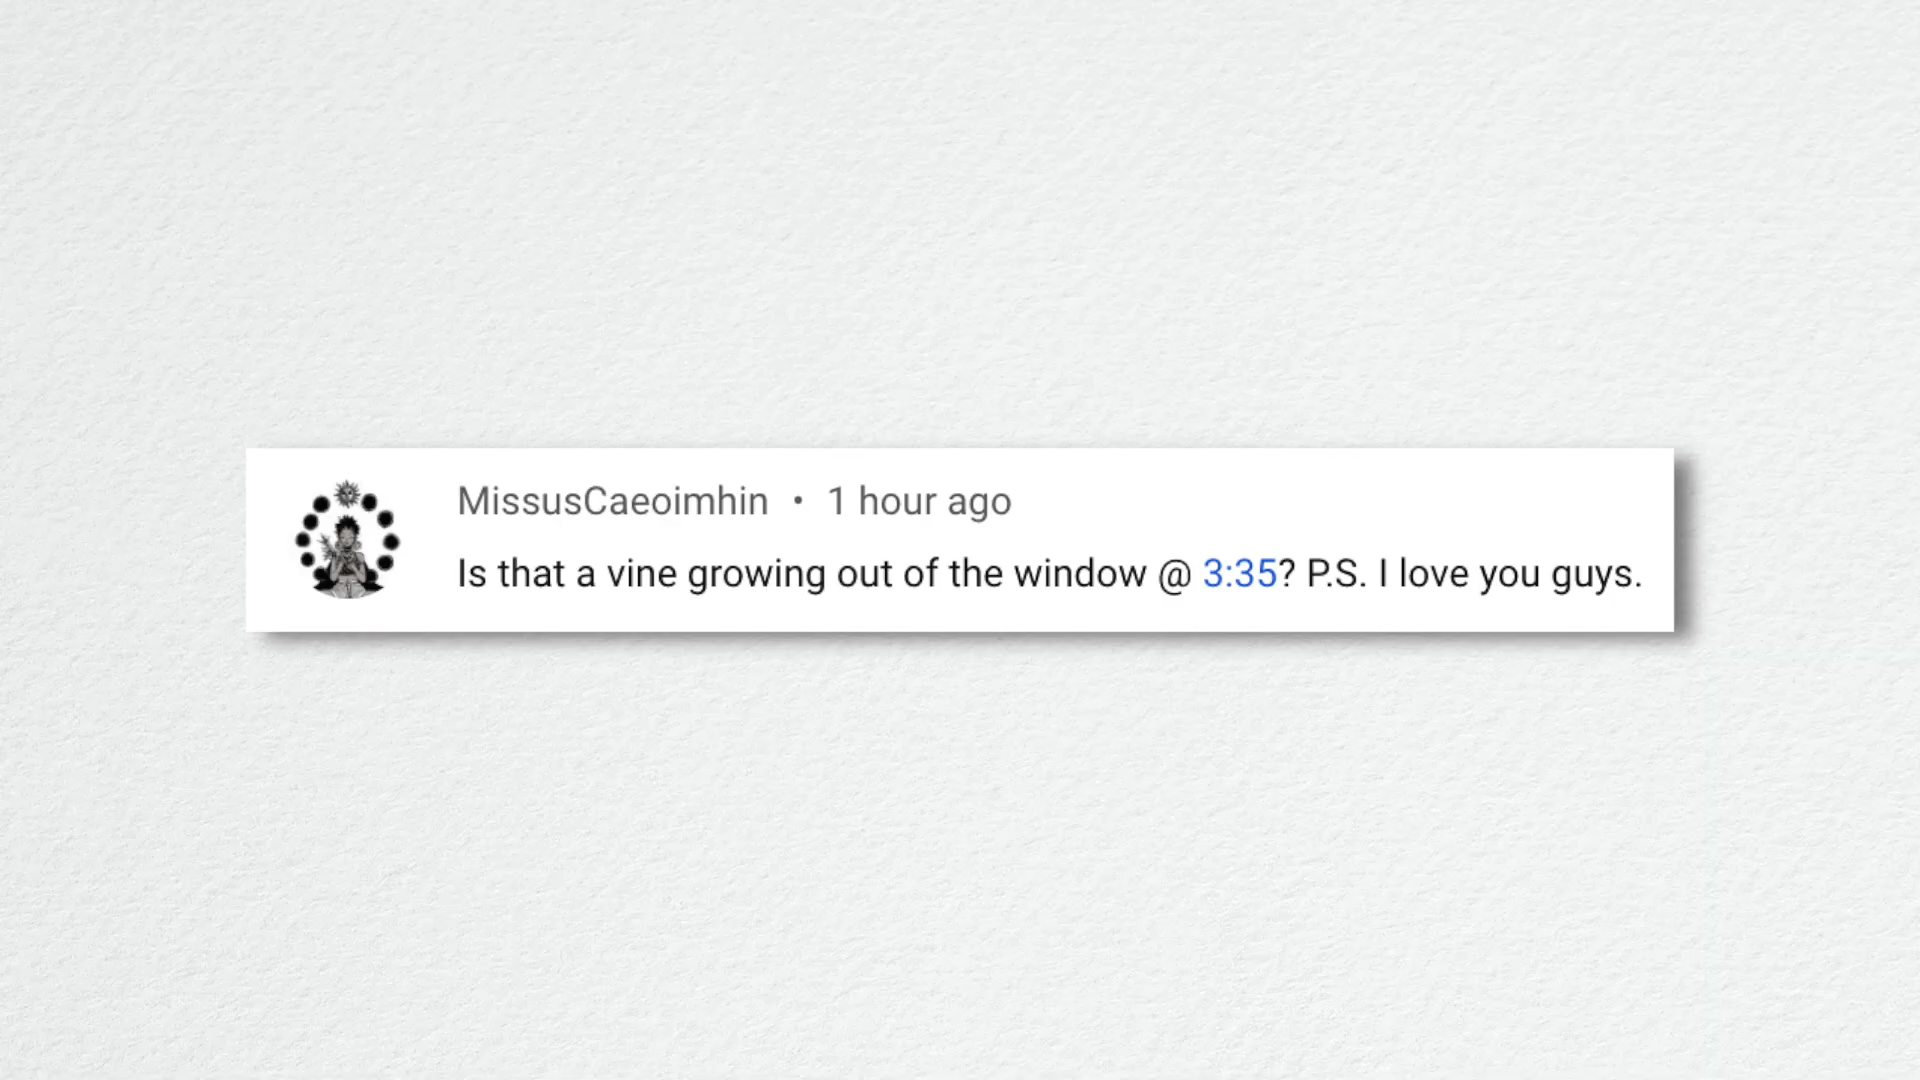 MissusCaeoimhin • 1 hour ago
Is that a vine growing out of the window @ 3:35? P.S. I love you guys.